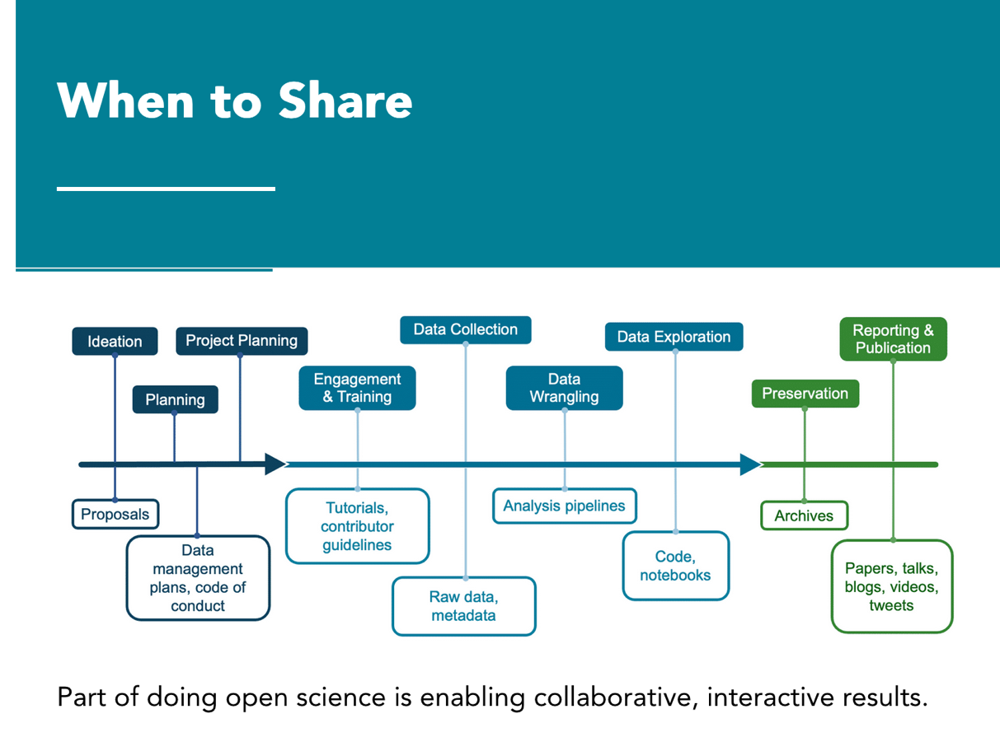 When to Share
Ideation
Project Planning
Data Collection
Data Exploration
Reporting &
Publication
Planning
Engagement
& Training
Data
Wrangling
Preservation
Proposals
Data
management
plans, code of
conduct
Tutorials,
contributor
guidelines
Raw data,
metadata
Analysis pipelines
Code,
notebooks
Archives
Papers, talks,
blogs, videos,
tweets
Part of doing open science is enabling collaborative, interactive results.